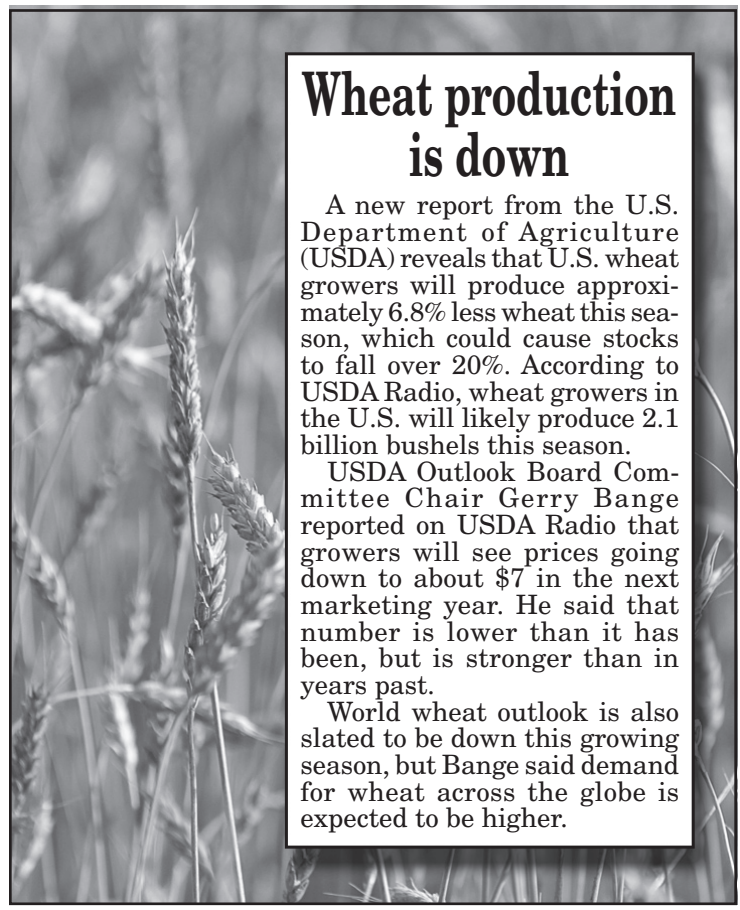 Wheat production
is down
A new report from the U.S.
Department of Agriculture
(USDA) reveals that U.S. wheat
growers will produce approxi-
mately 6.8% less wheat this sea-
son, which could cause stocks
to fall over 20%. According to
USDA Radio, wheat growers in
the U.S. will likely produce 2.1
billion bushels this season.
USDA Outlook Board Com-
mittee Chair Gerry Bange
reported on USDA Radio that
growers will see prices going
down to about $7 in the next
marketing year. He said that
number is lower than it has
been, but is stronger than in
years past.
World wheat outlook is also
slated to be down this growing
season, but Bange said demand
for wheat across the globe is
expected to be higher.